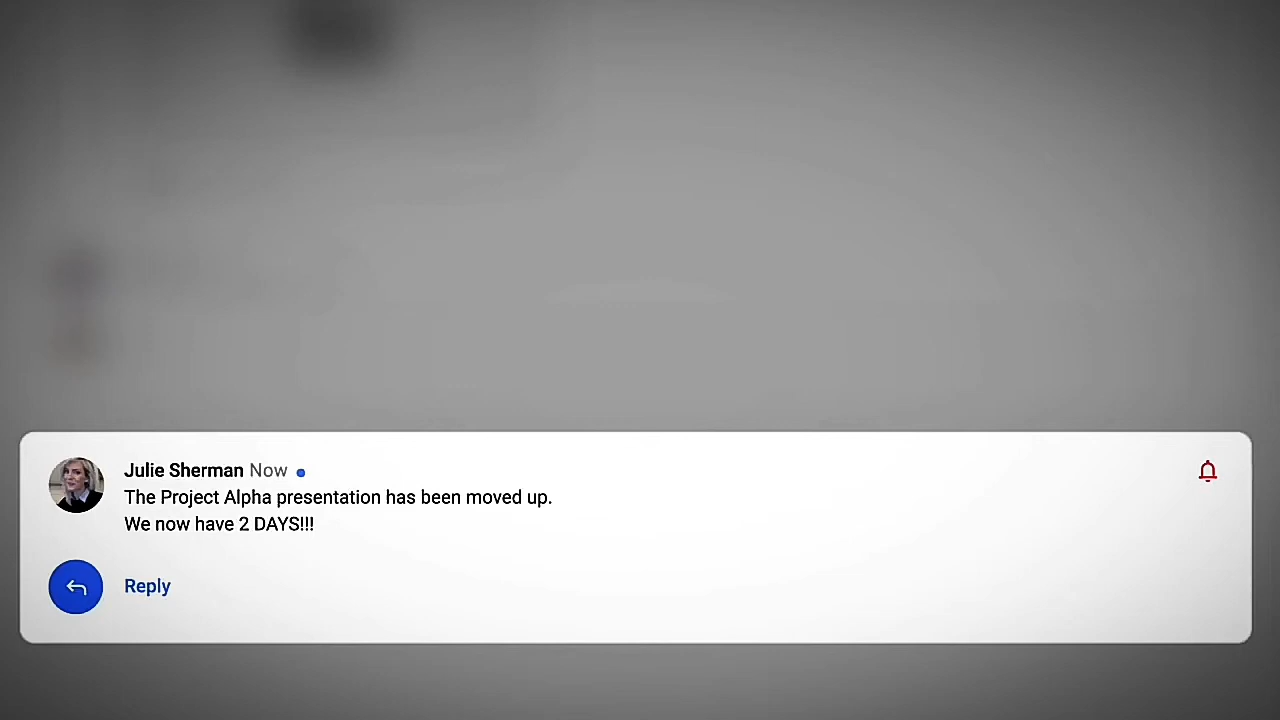 Julie Sherman Now
The Project Alpha presentation has been moved up.
We now have 2 DAYS!!!
Reply